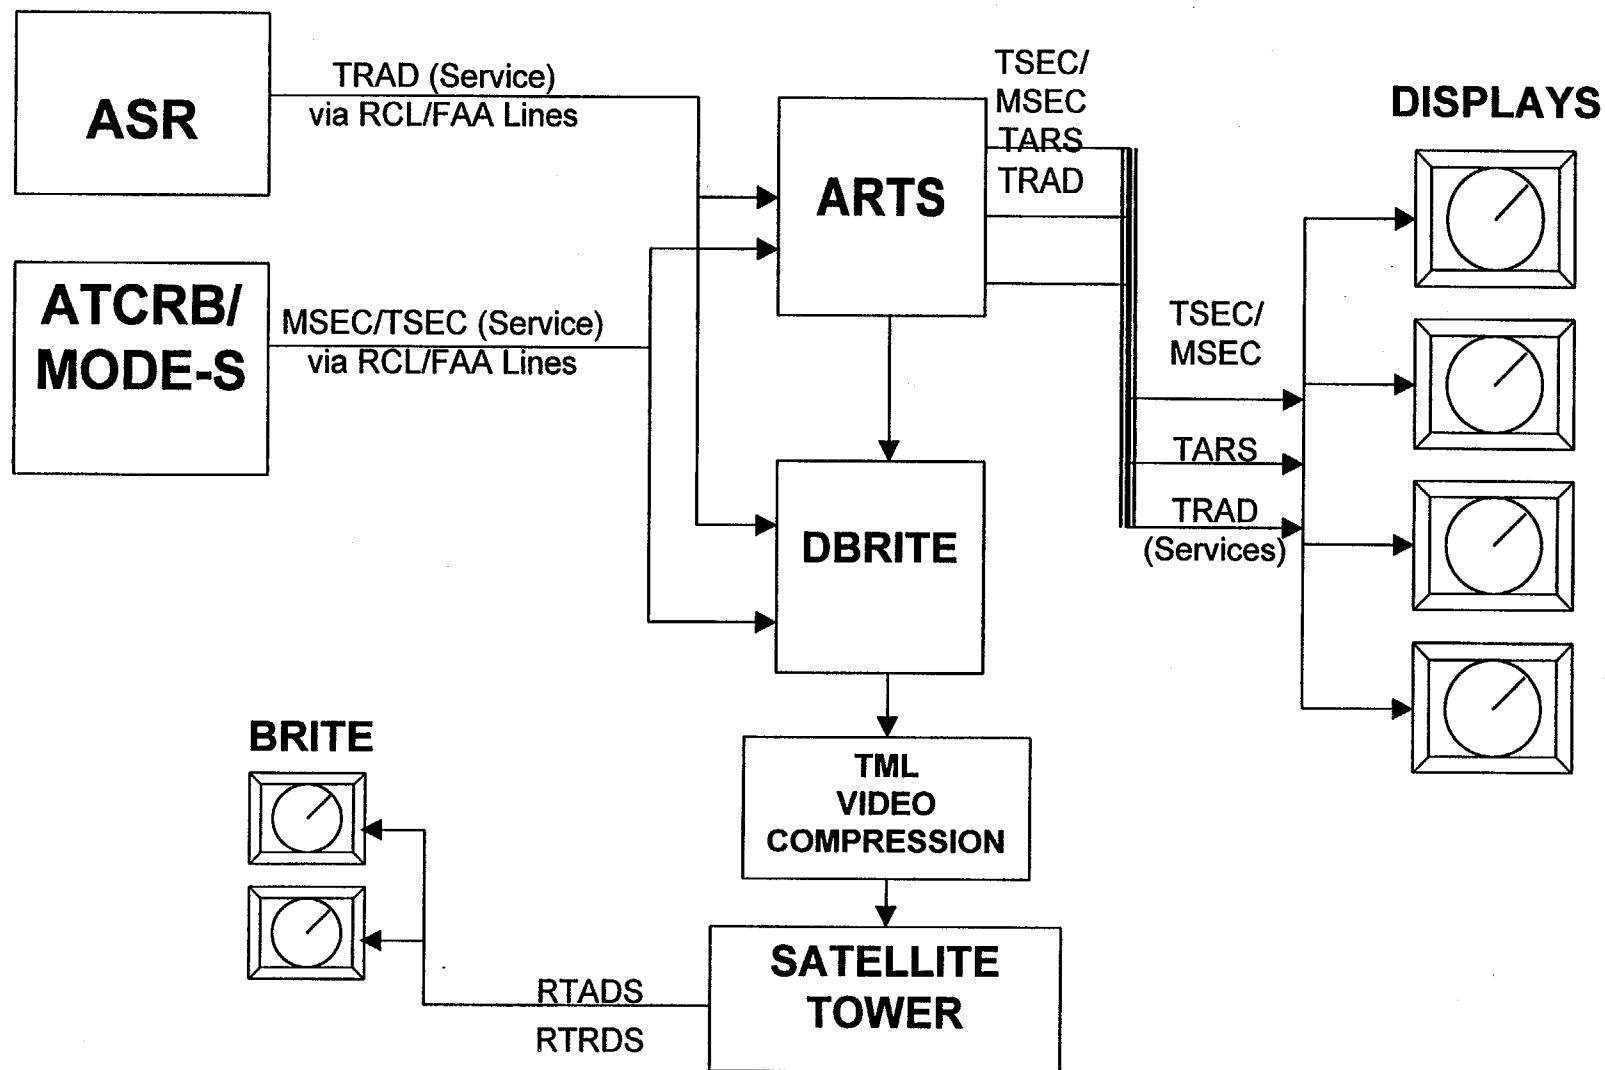 ASR
TRAD (Service)
via RCL/FAA Lines
ATCRB/
MODE-S
MSEC/TSEC (Service)
via RCL/FAA Lines
ARTS
TSEC/
MSEC
TARS
TRAD
DISPLAYS
TSEC/
MSEC
TARS
TRAD
(Services)
DBRITE
TML
VIDEO
COMPRESSION
BRITE
RTADS
RTRDS
SATELLITE
TOWER